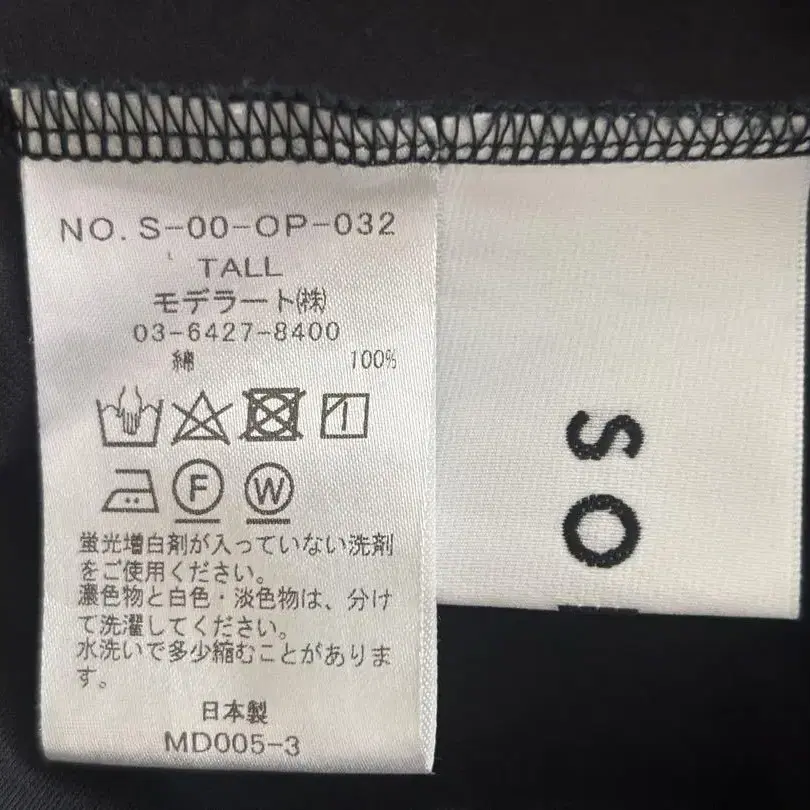 NO. S-00-OP-032
TALL
モデラート㈱
03-6427-8400
綿 100%
F W
蛍光増白剤が入っていない洗剤
をご使用ください。
濃色物と白色・淡色物は、分け
て洗濯してください。
水洗いで多少縮むことがありま
す。
日本製
MD005-3
SO